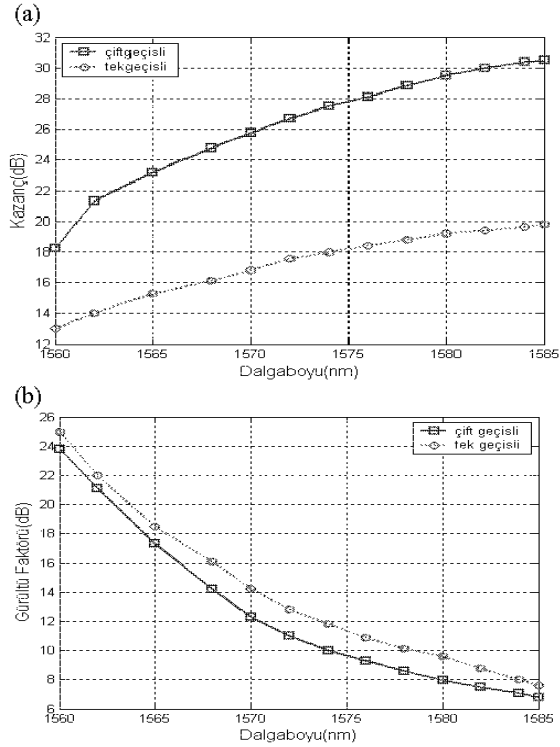 (a)
çiftgeçisli
tekgeçisli
Kazanç(dB)
32
30
28
26
24
22
20
18
16
14
12
1560 1565 1570 1575 1580 1585
Dalgaboyu(nm)
(b)
çift geçisli
tek geçisli
Gürültü Faktörü(dB)
26
24
22
20
18
16
14
12
10
8
6
1560 1565 1570 1575 1580 1585
Dalgaboyu(nm)